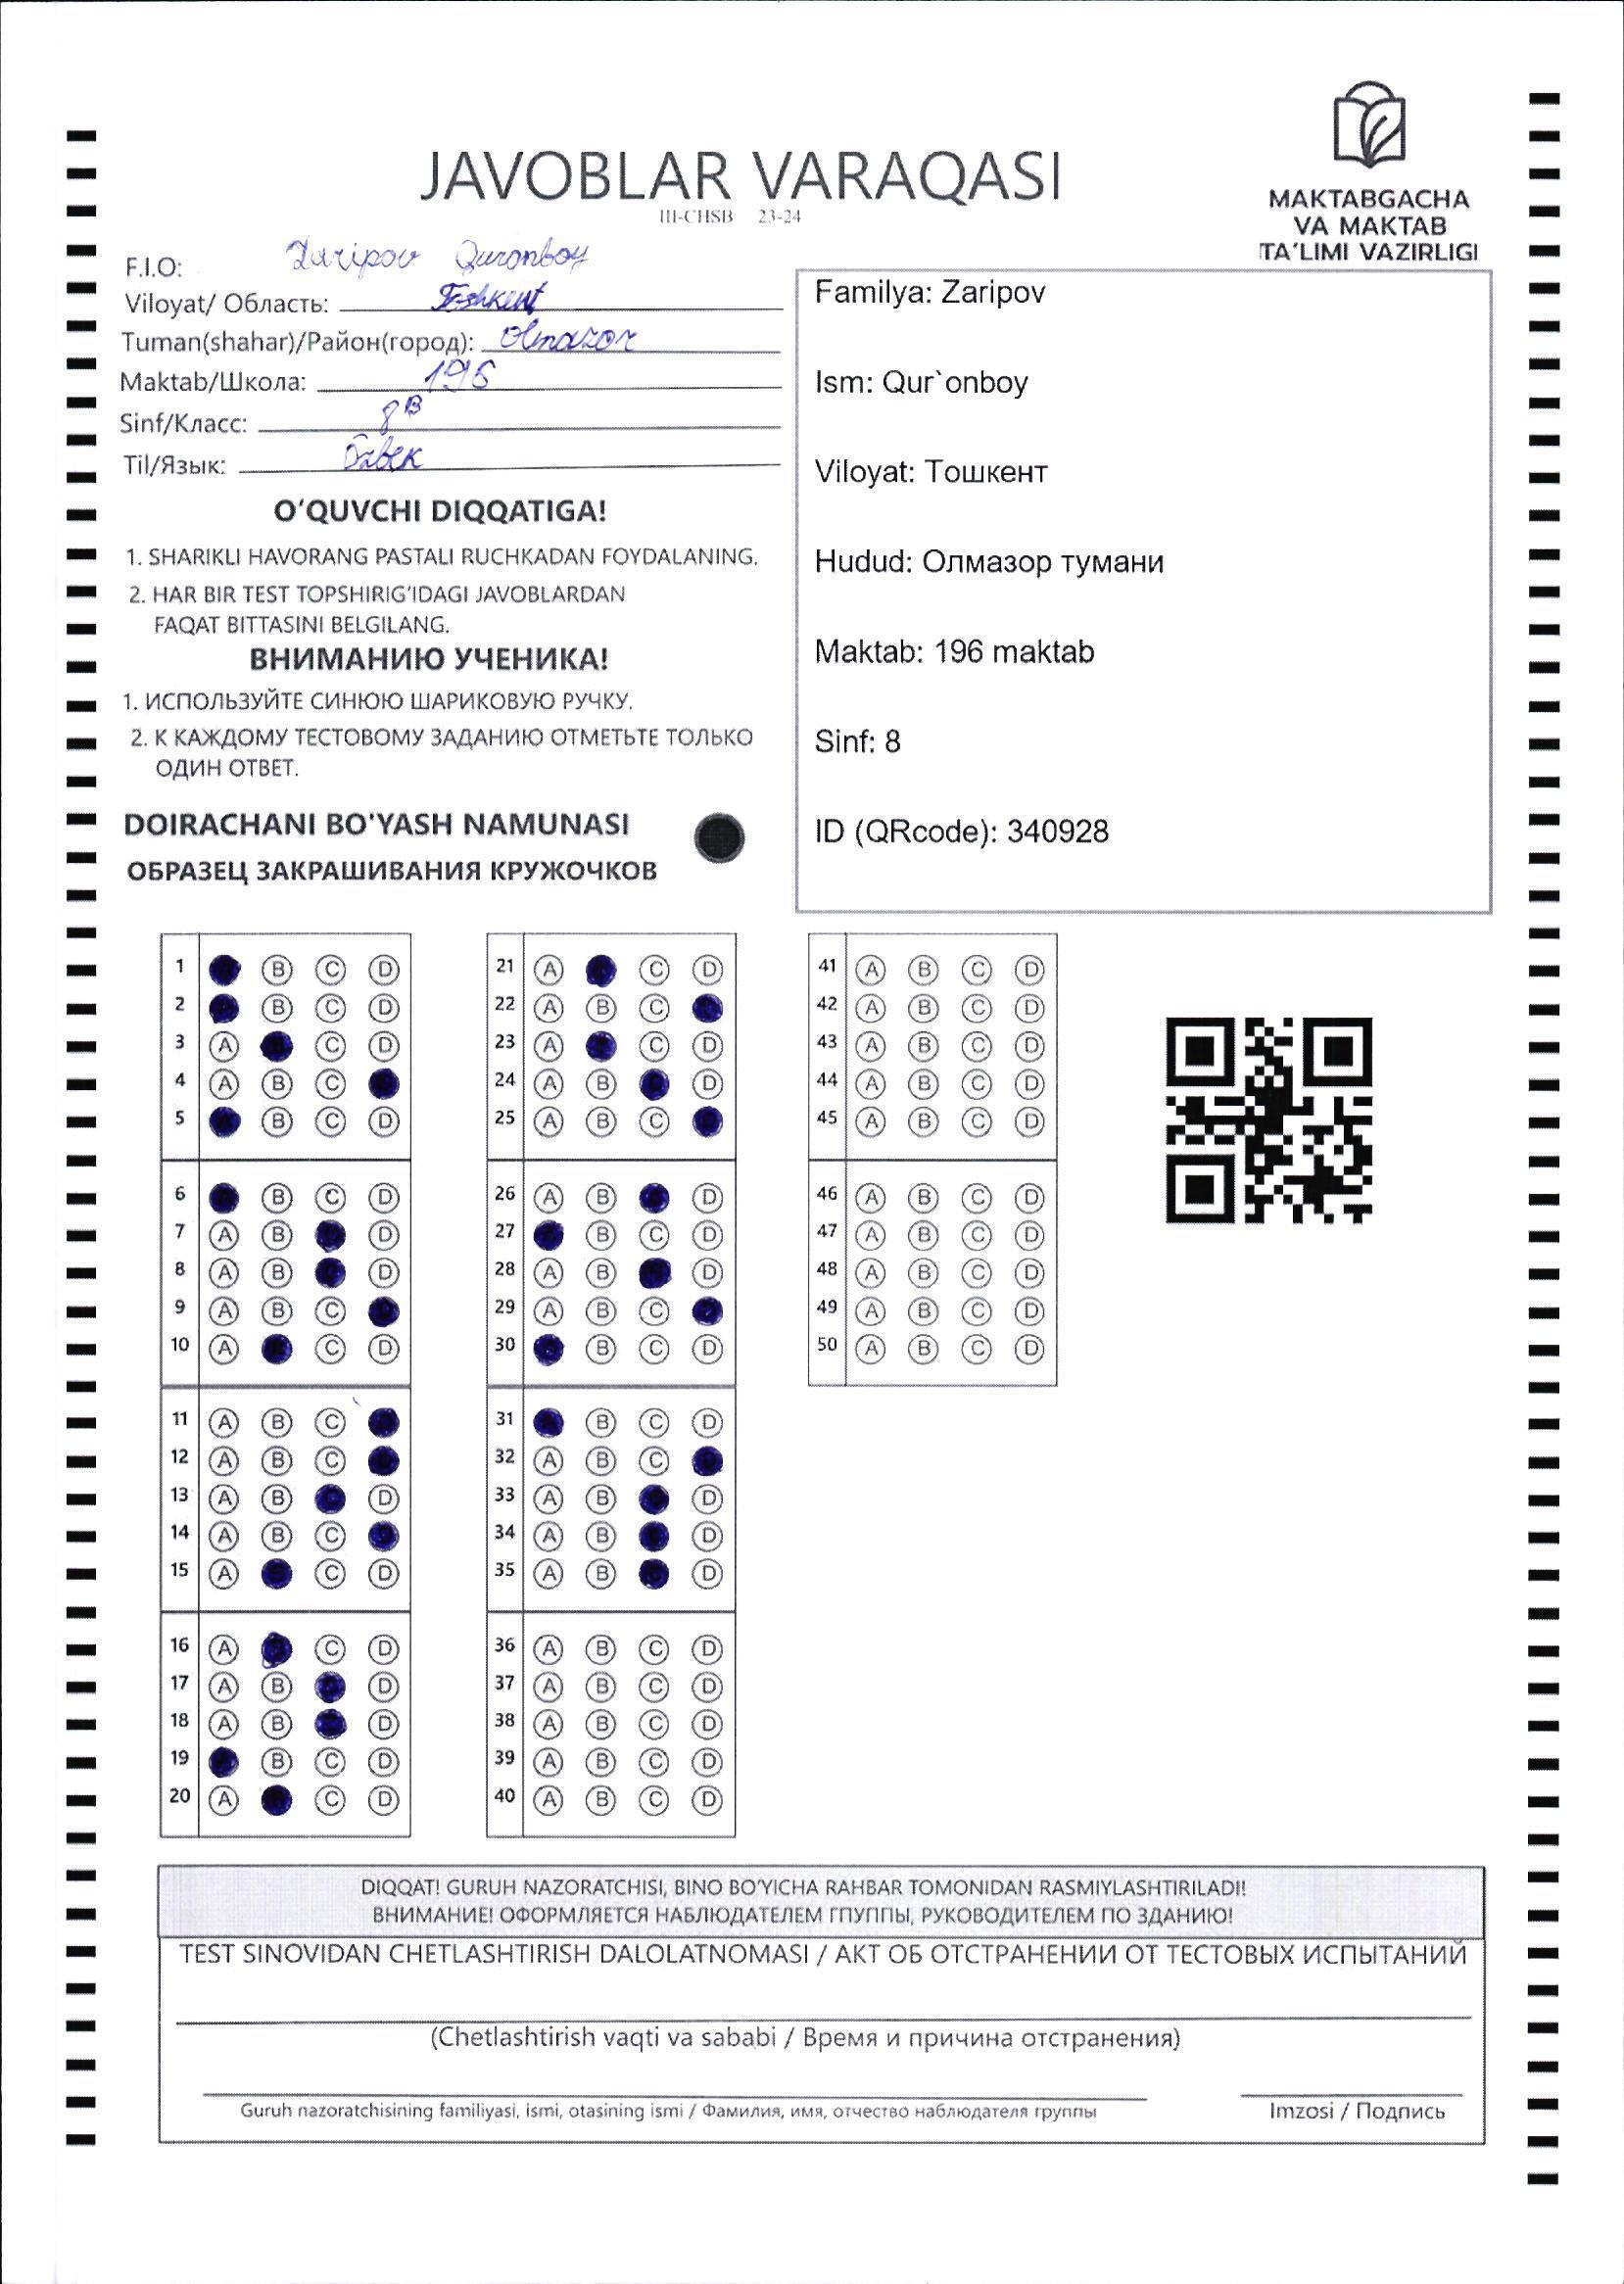 JAVOBLAR VARAQASI
III-CHSB 23-24
MAKTABGACHA
VA MAKTAB
TA'LIMI VAZIRLIGI
F.I.O: Zaripov Quronboy
Viloyat/ Область: Toshkent
Tuman(shahar)/Район(город): Olmazor
Maktab/Школа: 196
Sinf/Класс: 8B
Til/Язык: Ozbek
O'QUVCHI DIQQATIGA!
1. SHARIKLI HAVORANG PASTALI RUCHKADAN FOYDALANING.
2. HAR BIR TEST TOPSHIRIG'IDAGI JAVOBLARDAN
FAQAT BITTASINI BELGILANG.
ВНИМАНИЮ УЧЕНИКА!
1. ИСПОЛЬЗУЙТЕ СИНЮЮ ШАРИКОВУЮ РУЧКУ.
2. К КАЖДОМУ ТЕСТОВОМУ ЗАДАНИЮ ОТМЕТЬТЕ ТОЛЬКО
ОДИН ОТВЕТ.
DOIRACHANI BO'YASH NAMUNASI
ОБРАЗЕЦ ЗАКРАШИВАНИЯ КРУЖОЧКОВ
Familya: Zaripov
Ism: Qur`onboy
Viloyat: Тошкент
Hudud: Олмазор тумани
Maktab: 196 maktab
Sinf: 8
ID (QRcode): 340928
1 B C D
2 B C D
3 A C D
4 A B C
5 B C D
6 B C D
7 A B D
8 A B D
9 A B C
10 A C D
11 A B C
12 A B C
13 A B D
14 A B C
15 A C D
16 A C D
17 A B D
18 A B D
19 B C D
20 A C D
21 A C D
22 A B C
23 A C D
24 A B D
25 A B C
26 A B D
27 B C D
28 A B D
29 A B C
30 B C D
31 B C D
32 A B C
33 A B D
34 A B D
35 A B D
36 A B C D
37 A B C D
38 A B C D
39 A B C D
40 A B C D
41 A B C D
42 A B C D
43 A B C D
44 A B C D
45 A B C D
46 A B C D
47 A B C D
48 A B C D
49 A B C D
50 A B C D
DIQQAT! GURUH NAZORATCHISI, BINO BO'YICHA RAHBAR TOMONIDAN RASMIYLASHTIRILADI!
ВНИМАНИЕ! ОФОРМЛЯЕТСЯ НАБЛЮДАТЕЛЕМ ГПУППЫ, РУКОВОДИТЕЛЕМ ПО ЗДАНИЮ!
TEST SINOVIDAN CHETLASHTIRISH DALOLATNOMASI / АКТ ОБ ОТСТРАНЕНИИ ОТ ТЕСТОВЫХ ИСПЫТАНИЙ
(Chetlashtirish vaqti va sababi / Время и причина отстранения)
Guruh nazoratchisining familiyasi, ismi, otasining ismi / Фамилия, имя, отчество наблюдателя группы
Imzosi / Подпись